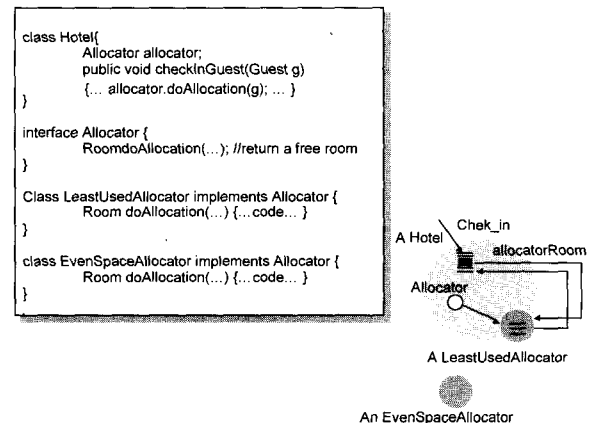 class Hotel{
Allocator allocator;
public void checkInGuest(Guest g)
{... allocator.doAllocation(g); ... }
}
interface Allocator {
RoomdoAllocation(...); //return a free room
}
Class LeastUsedAllocator implements Allocator {
Room doAllocation(...) {...code... }
}
class EvenSpaceAllocator implements Allocator {
Room doAllocation(...) {...code... }
}
Chek_in
A Hotel
allocatorRoom
Allocator
A LeastUsedAllocator
An EvenSpaceAllocator